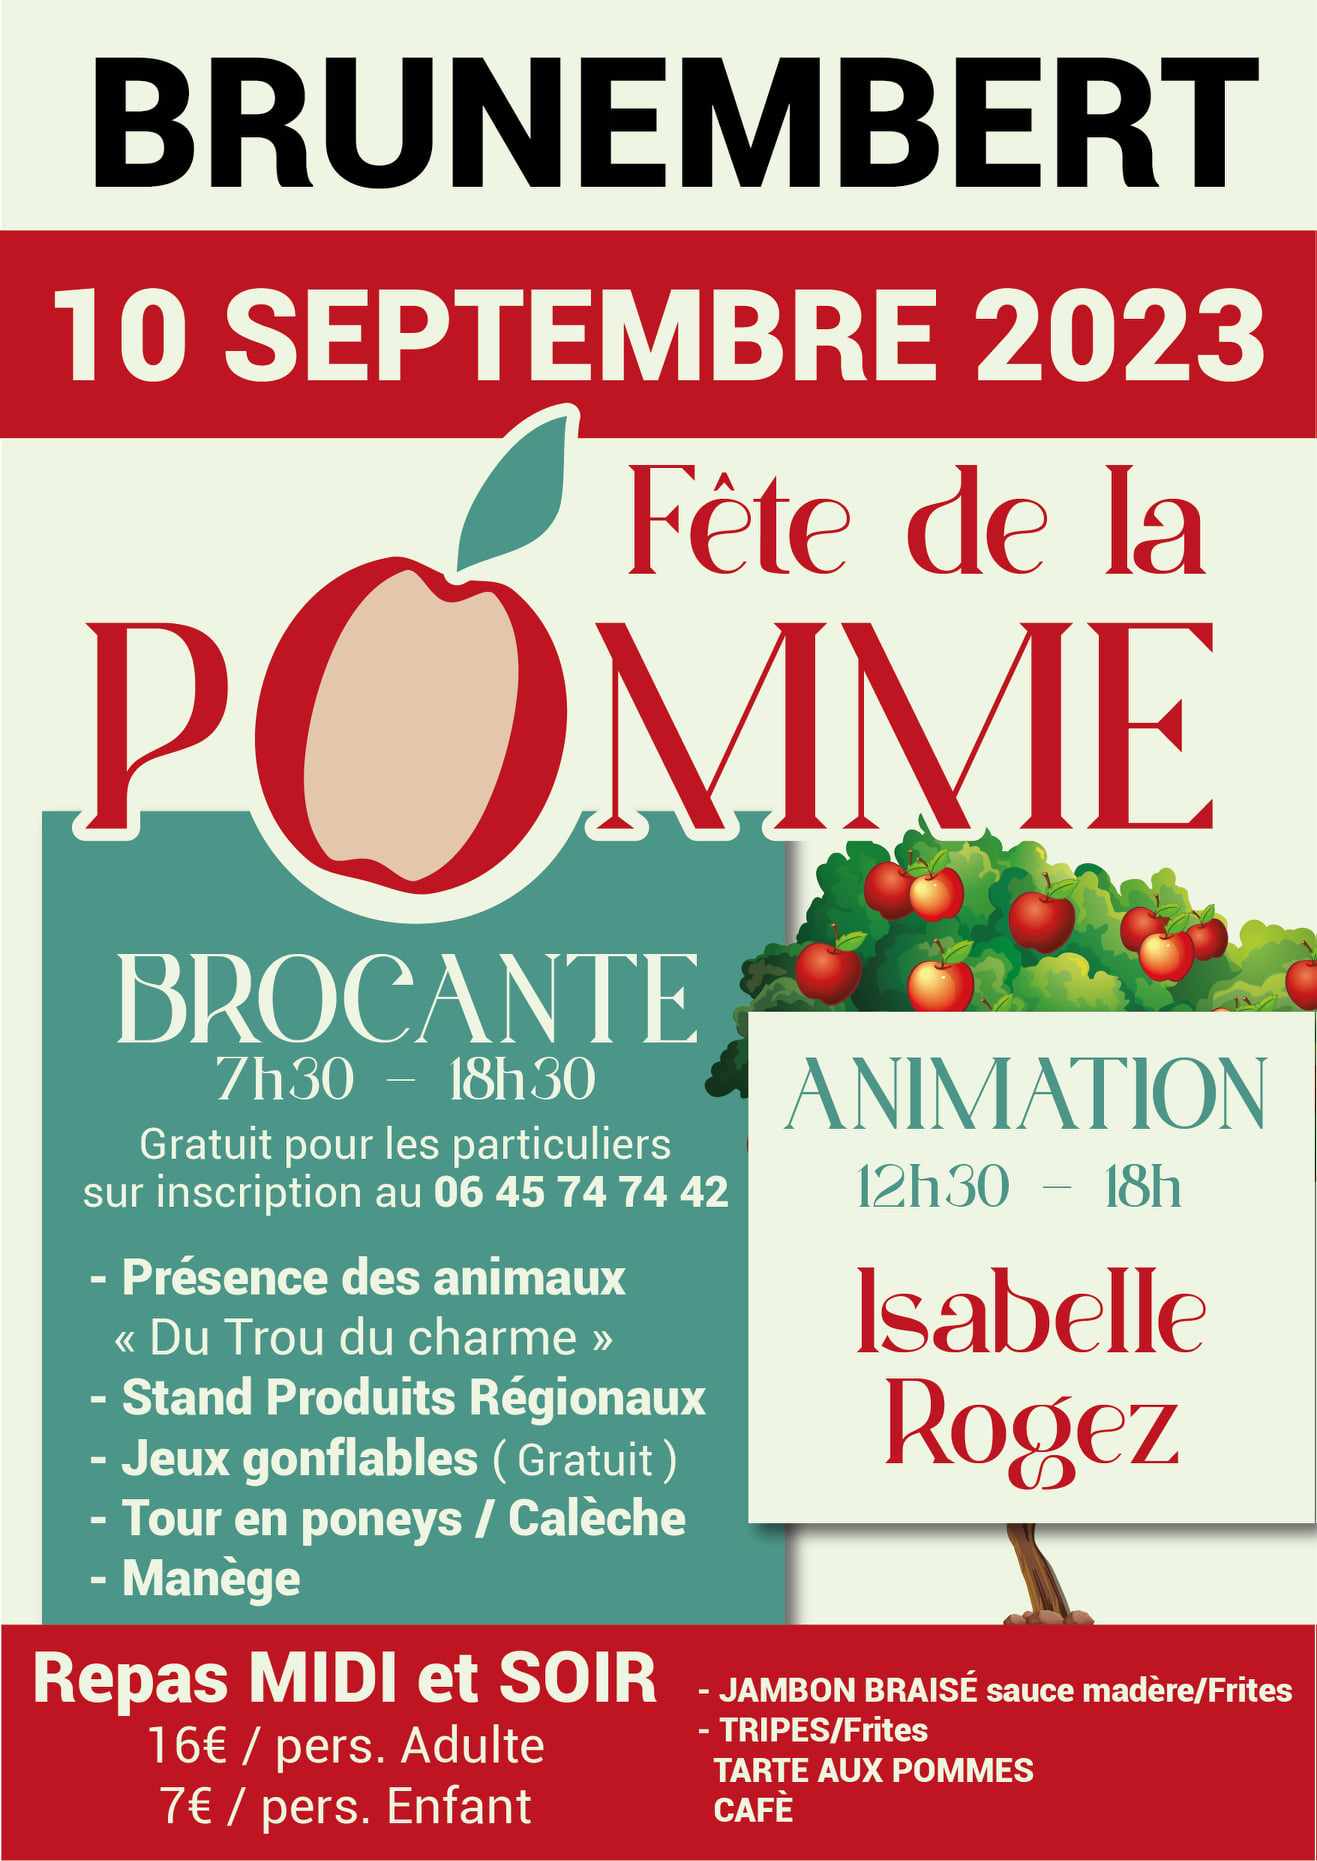 BRUNEMBERT
10 SEPTEMBRE 2023
Fête de la
POMME
BROCANTE
7h30 – 18h30
Gratuit pour les particuliers
sur inscription au 06 45 74 74 42
- Présence des animaux
« Du Trou du charme »
- Stand Produits Régionaux
- Jeux gonflables ( Gratuit )
- Tour en poneys / Calèche
- Manège
ANIMATION
12h30 – 18h
Isabelle
Rogez
Repas MIDI et SOIR
16€ / pers. Adulte
7€ / pers. Enfant
- JAMBON BRAISÉ sauce madère/Frites
- TRIPES/Frites
TARTE AUX POMMES
CAFÈ